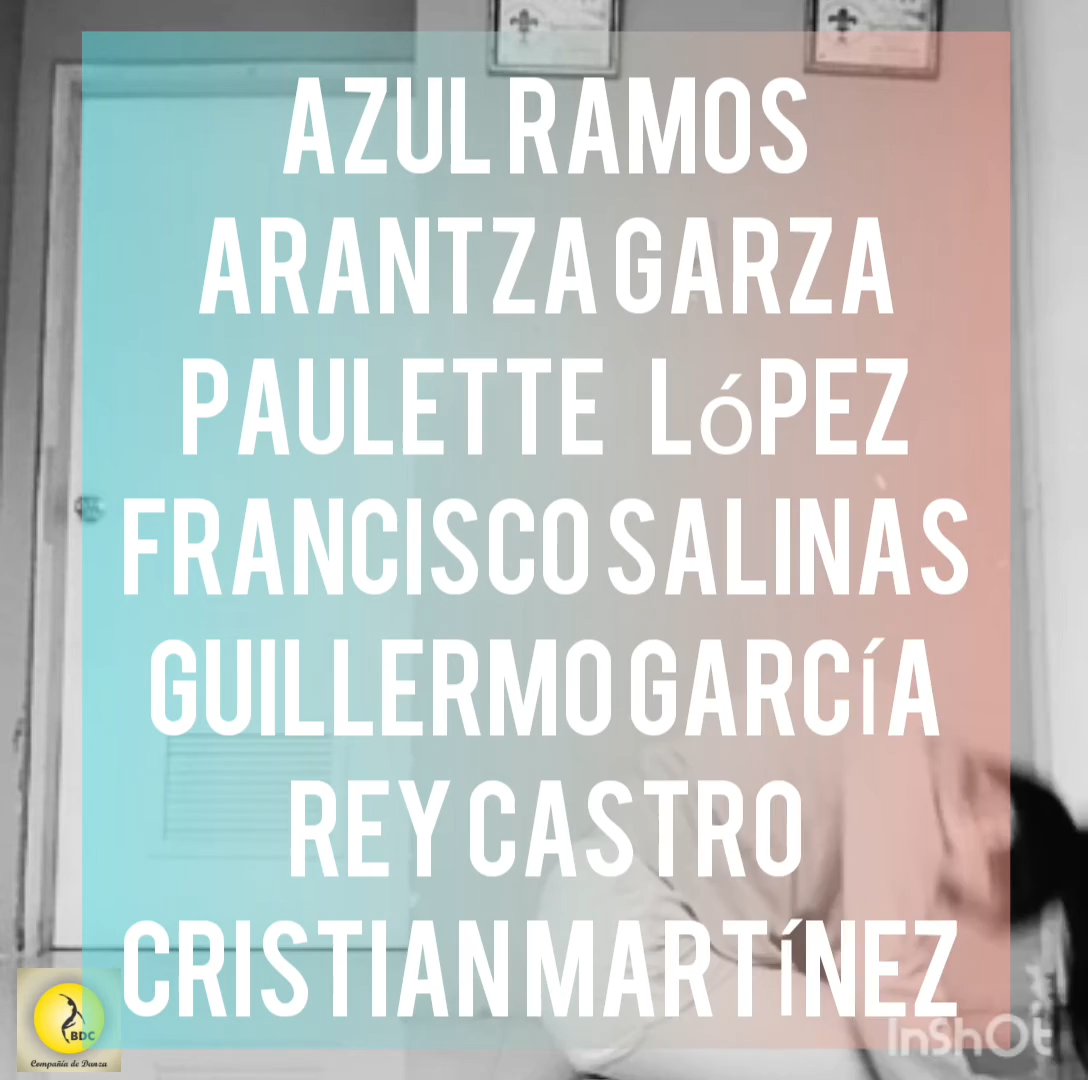 AZUL RAMOS
ARANTZA GARZA
PAULETTE LóPEZ
FRANCISCO SALINAS
GUILLERMO GARCíA
REY CASTRO
CRISTIAN MARTíNEZ
BDC
Compañía de Danza
InShOt